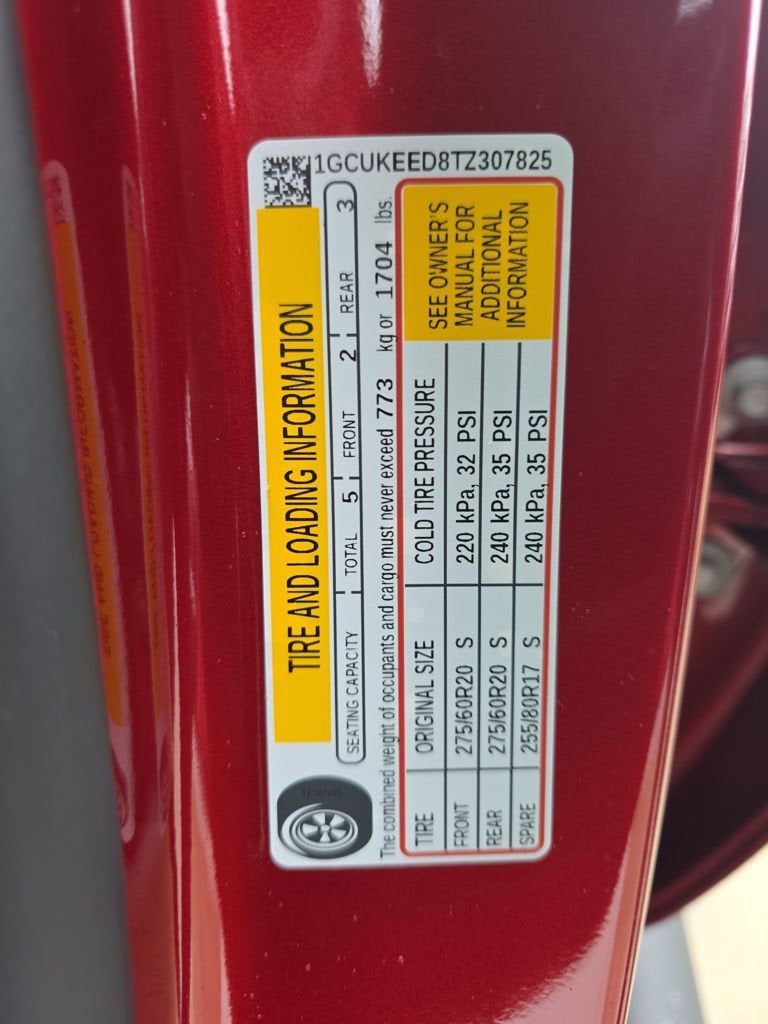 1GCUKEED8TZ307825
TIRE AND LOADING INFORMATION
SEATING CAPACITY TOTAL 5 FRONT 2 REAR 3
The combined weight of occupants and cargo must never exceed 773 kg or 1704 lbs.
TIRE ORIGINAL SIZE COLD TIRE PRESSURE
FRONT 275/60R20 S 220 kPa, 32 PSI
REAR 275/60R20 S 240 kPa, 35 PSI
SPARE 255/80R17 S 240 kPa, 35 PSI
SEE OWNER'S
MANUAL FOR
ADDITIONAL
INFORMATION